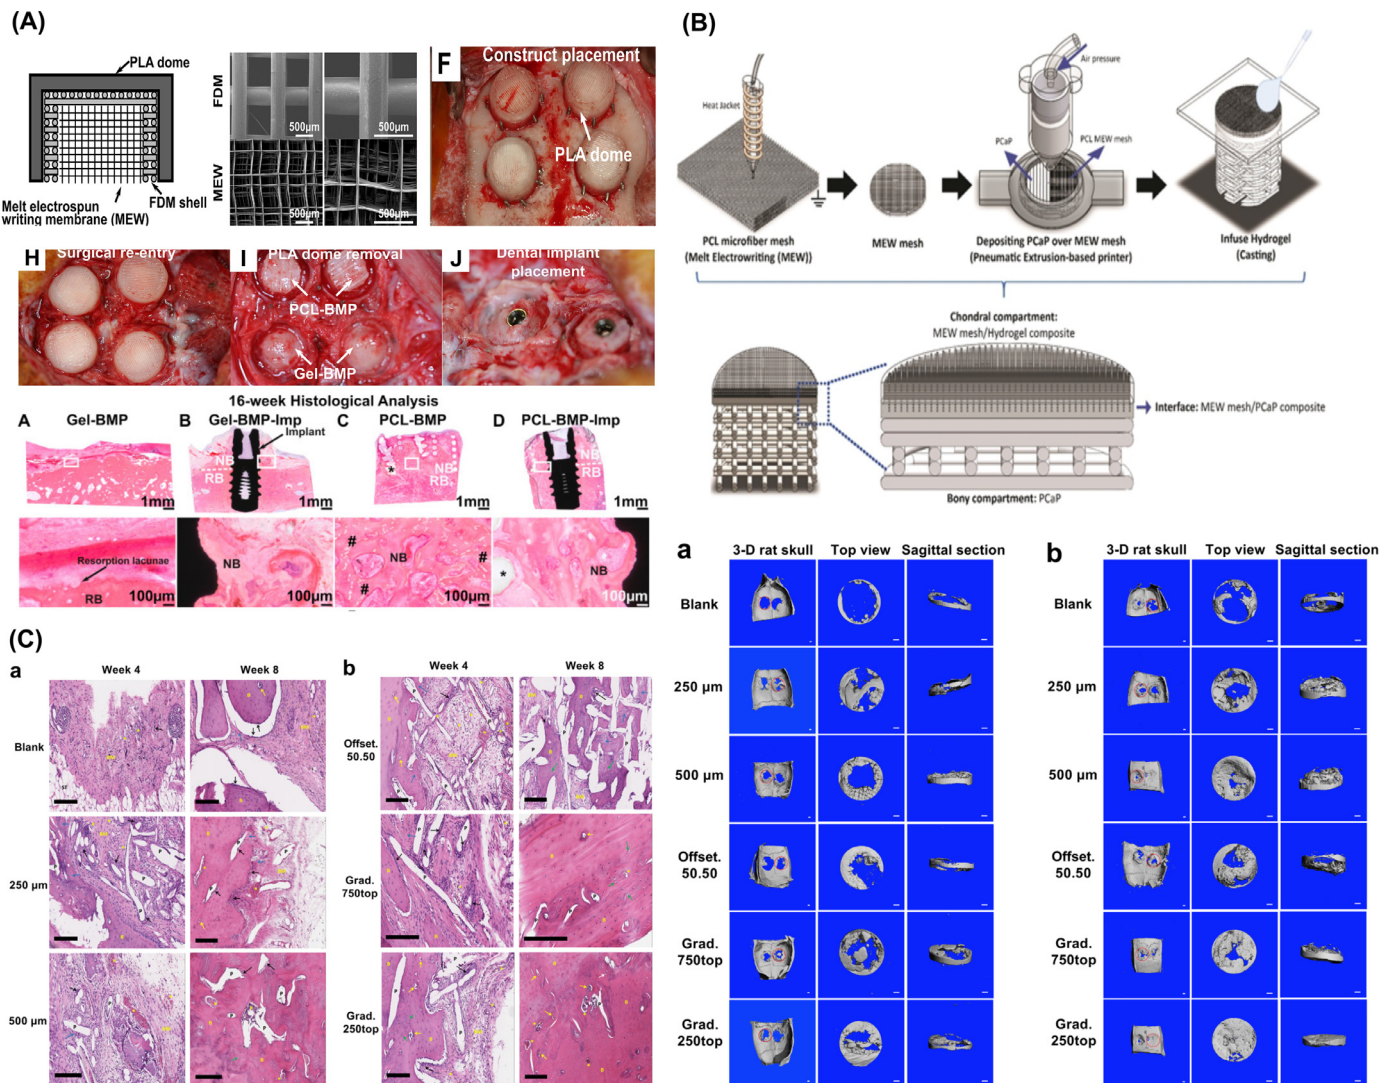 (A)
PLA dome
Melt electrospun
writing membrane (MEW)
FDM shell
FDM
MEW
500μm
500μm
500μm
500μm
F
Construct placement
PLA dome
H
Surgical re-entry
I
PLA dome removal
PCL-BMP
Gel-BMP
J
Dental implant
placement
16-week Histological Analysis
A
Gel-BMP
B
Gel-BMP-Imp
C
PCL-BMP
D
PCL-BMP-Imp
Implant
NB
RB
NB
RB
*
NB
RB
1mm
1mm
1mm
1mm
Resorption lacunae
RB
100μm
NB
100μm
#
NB
#
#
100μm
*
NB
100μm
(B)
Heat Jacket
Air pressure
PCaP
PCL MEW mesh
PCL microfiber mesh
(Melt Electrowriting (MEW))
MEW mesh
Depositing PCaP over MEW mesh
(Pneumatic Extrusion-based printer)
Infuse Hydrogel
(Casting)
Chondral compartment:
MEW mesh/Hydrogel composite
Interface: MEW mesh/PCaP composite
Bony compartment: PCaP
(C)
a
Week 4
Week 8
Blank
250 μm
500 μm
b
Week 4
Week 8
Offset.
50.50
Grad.
750top
Grad.
250top
a
3-D rat skull
Top view
Sagittal section
Blank
250 μm
500 μm
Offset.
50.50
Grad.
750top
Grad.
250top
b
3-D rat skull
Top view
Sagittal section
Blank
250 μm
500 μm
Offset.
50.50
Grad.
750top
Grad.
250top